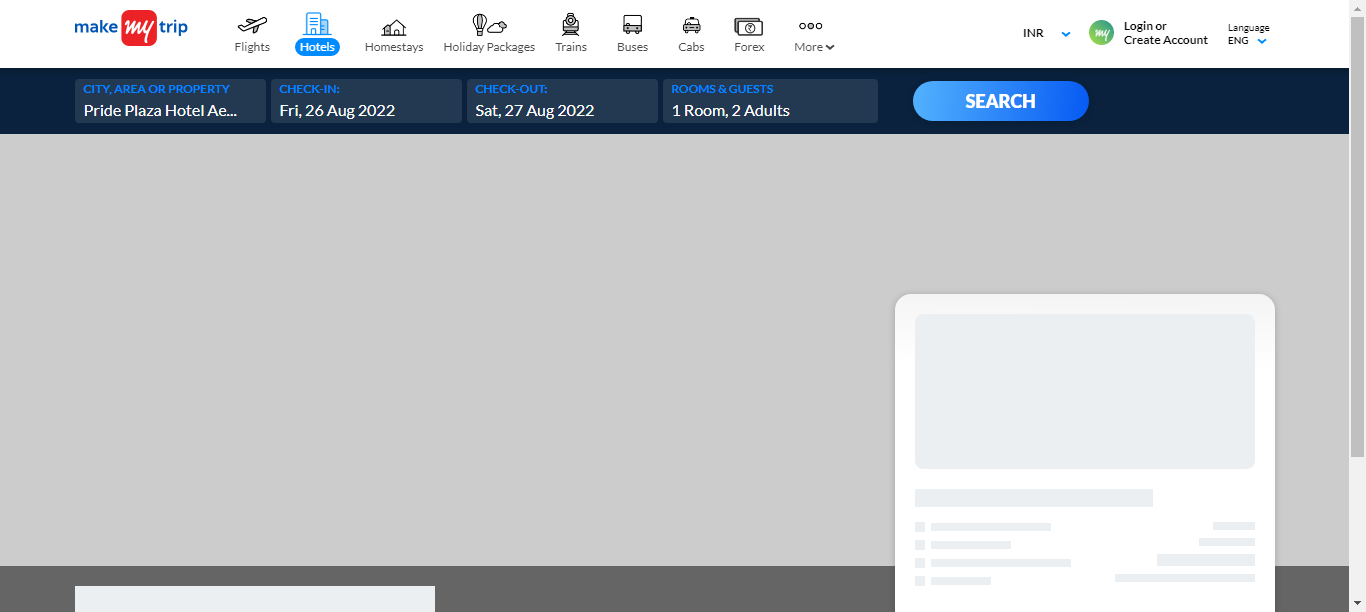 make my trip
Flights
Hotels
Homestays
Holiday Packages
Trains
Buses
Cabs
Forex
More
INR
my
Login or
Create Account
Language
ENG
CITY, AREA OR PROPERTY
Pride Plaza Hotel Ae...
CHECK-IN:
Fri, 26 Aug 2022
CHECK-OUT:
Sat, 27 Aug 2022
ROOMS & GUESTS
1 Room, 2 Adults
SEARCH